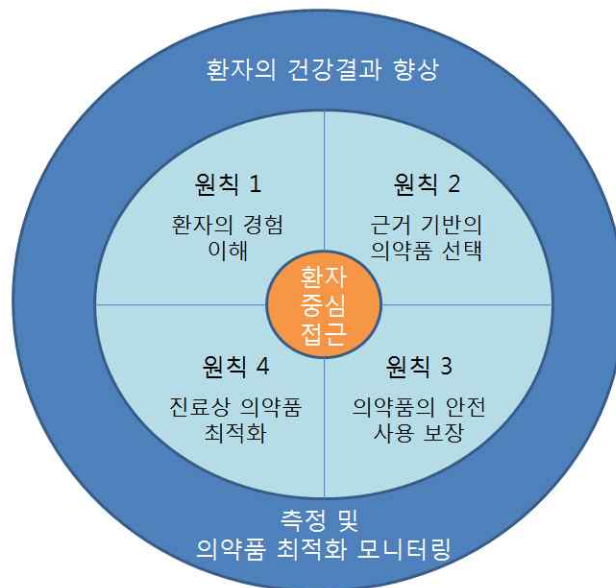 환자의 건강결과 향상
원칙 1
환자의 경험
이해
원칙 2
근거 기반의
의약품 선택
환자
중심
접근
원칙 4
진료상 의약품
최적화
원칙 3
의약품의 안전
사용 보장
측정 및
의약품 최적화 모니터링